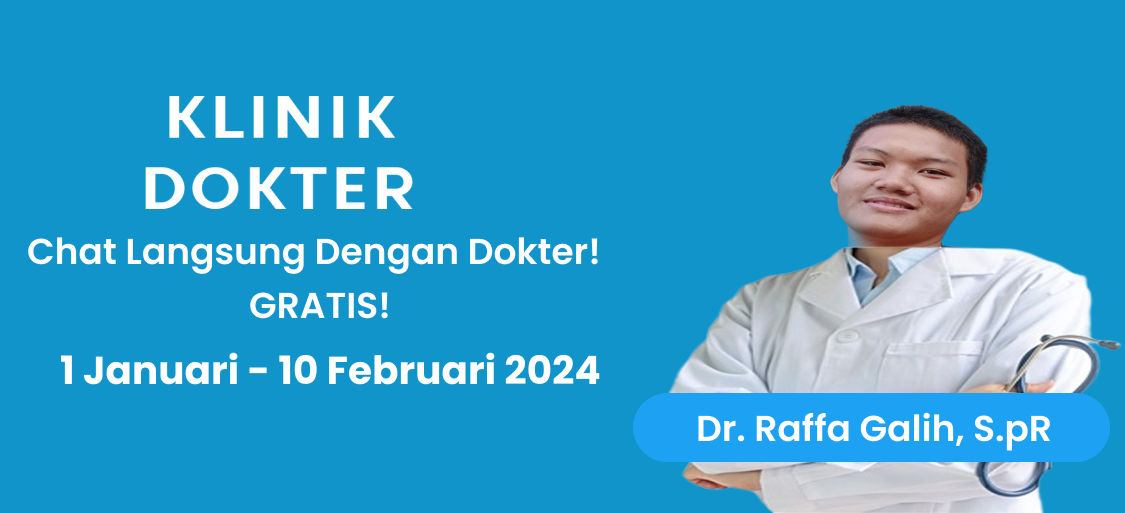 KLINIK
DOKTER
Chat Langsung Dengan Dokter!
GRATIS!
1 Januari - 10 Februari 2024
Dr. Raffa Galih, S.pR